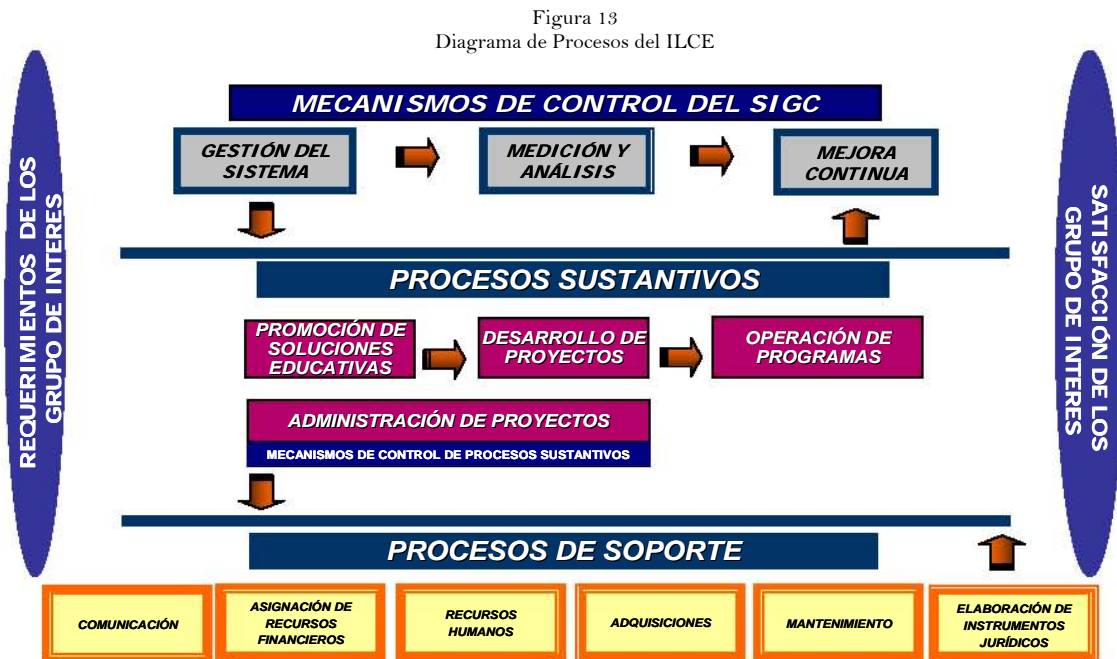 Figura 13
Diagrama de Procesos del ILCE
REQUERIMIENTOS DE LOS
GRUPO DE INTERES
MECANISMOS DE CONTROL DEL SIGC
GESTIÓN DEL
SISTEMA
MEDICIÓN Y
ANÁLISIS
MEJORA
CONTINUA
PROCESOS SUSTANTIVOS
PROMOCIÓN DE
SOLUCIONES
EDUCATIVAS
DESARROLLO DE
PROYECTOS
OPERACIÓN DE
PROGRAMAS
ADMINISTRACIÓN DE PROYECTOS
MECANISMOS DE CONTROL DE PROCESOS SUSTANTIVOS
PROCESOS DE SOPORTE
COMUNICACIÓN
ASIGNACIÓN DE
RECURSOS
FINANCIEROS
RECURSOS
HUMANOS
ADQUISICIONES
MANTENIMIENTO
ELABORACIÓN DE
INSTRUMENTOS
JURÍDICOS
SATISFACCIÓN DE LOS
GRUPO DE INTERES